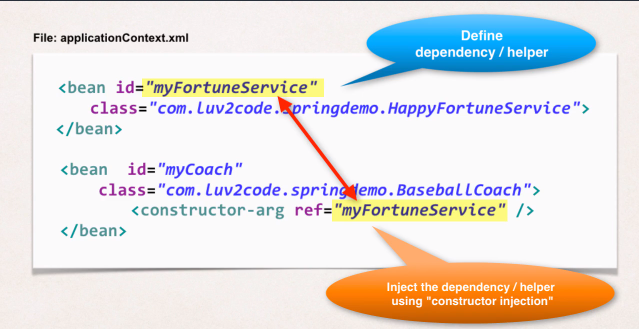 File: applicationContext.xml
Define
dependency / helper
<bean id="myFortuneService"
class="com.luv2code.springdemo.HappyFortuneService">
</bean>
<bean id="myCoach"
class="com.luv2code.springdemo.BaseballCoach">
<constructor-arg ref="myFortuneService" />
</bean>
Inject the dependency / helper
using "constructor injection"